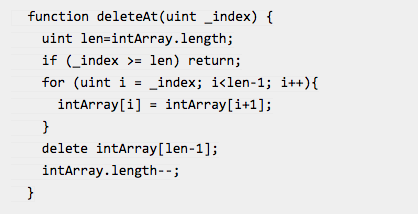 function deleteAt(uint _index) {
  uint len=intArray.length;
  if (_index >= len) return;
  for (uint i = _index; i<len-1; i++){
    intArray[i] = intArray[i+1];
  }
  delete intArray[len-1];
  intArray.length--;
}